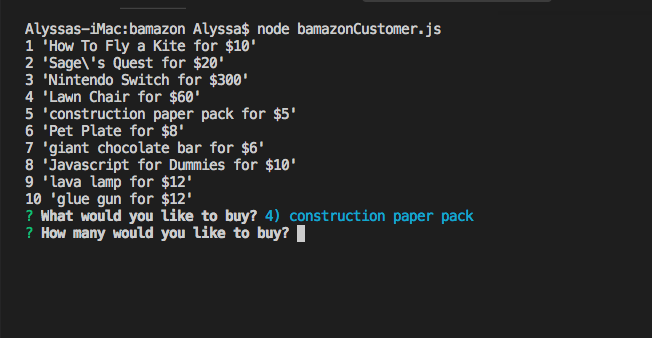 Alyssas-iMac:bamazon Alyssa$ node bamazonCustomer.js
1 'How To Fly a Kite for $10'
2 'Sage\'s Quest for $20'
3 'Nintendo Switch for $300'
4 'Lawn Chair for $60'
5 'construction paper pack for $5'
6 'Pet Plate for $8'
7 'giant chocolate bar for $6'
8 'Javascript for Dummies for $10'
9 'lava lamp for $12'
10 'glue gun for $12'
? What would you like to buy? 4) construction paper pack
? How many would you like to buy?